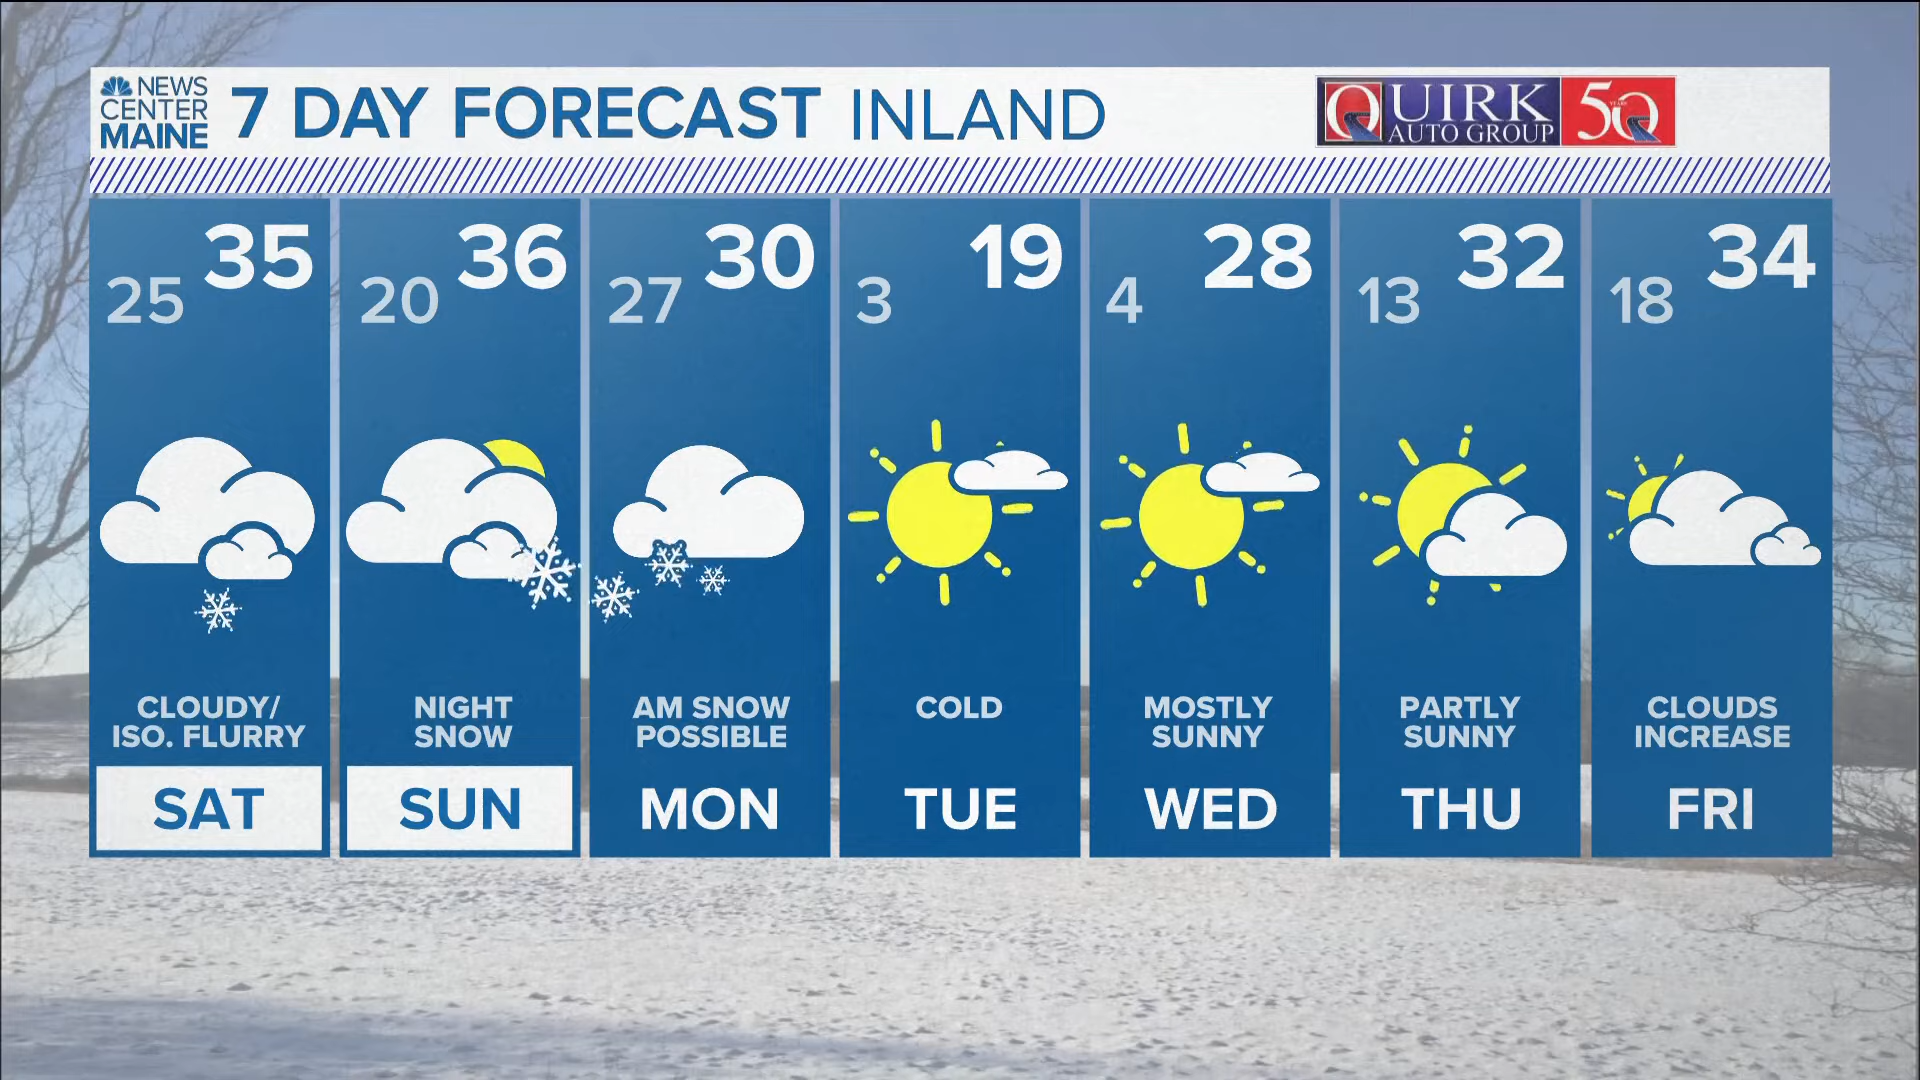 NEWS
CENTER
MAINE
7 DAY FORECAST INLAND
QUIRK
AUTO GROUP
50
YEARS
25 35
20 36
27 30
3 19
4 28
13 32
18 34
CLOUDY/
ISO. FLURRY
NIGHT
SNOW
AM SNOW
POSSIBLE
COLD
MOSTLY
SUNNY
PARTLY
SUNNY
CLOUDS
INCREASE
SAT
SUN
MON
TUE
WED
THU
FRI